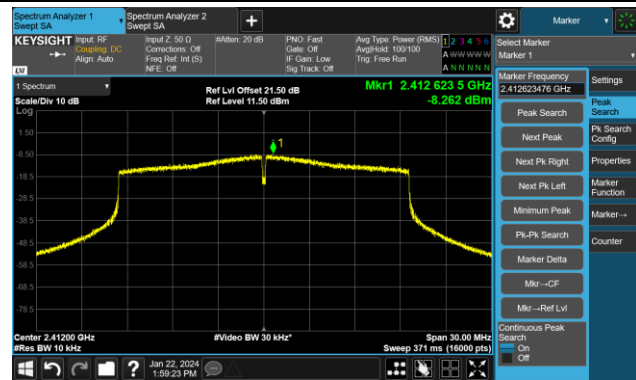 Spectrum Analyzer 1
Swept SA
Spectrum Analyzer 2
Swept SA
+
Marker
KEYSIGHT
LXI
Input: RF
Coupling: DC
Align: Auto
Input Z: 50 Ω
Corrections: Off
Freq Ref: Int (S)
NFE: Off
#Atten: 20 dB
PNO: Fast
Gate: Off
IF Gain: Low
Sig Track: Off
Avg Type: Power (RMS)
Avg|Hold: 100/100
Trig: Free Run
1 2 3 4 5 6
A W W W W W
A N N N N N
Select Marker
Marker 1
1 Spectrum
Scale/Div 10 dB
Log
Ref Lvl Offset 21.50 dB
Ref Level 11.50 dBm
Mkr1 2.412 623 5 GHz
-8.262 dBm
1
1.50
-8.50
-18.5
-28.5
-38.5
-48.5
-58.5
-68.5
-78.5
Center 2.41200 GHz
#Res BW 10 kHz
#Video BW 30 kHz*
Span 30.00 MHz
Sweep 371 ms (16000 pts)
Marker Frequency
2.412623476 GHz
Peak Search
Next Peak
Next Pk Right
Next Pk Left
Minimum Peak
Pk-Pk Search
Marker Delta
Mkr→CF
Mkr→Ref Lvl
Continuous Peak
Search
On
Off
Settings
Peak
Search
Pk Search
Config
Properties
Marker
Function
Marker→
Counter
?
Jan 22, 2024
1:59:23 PM